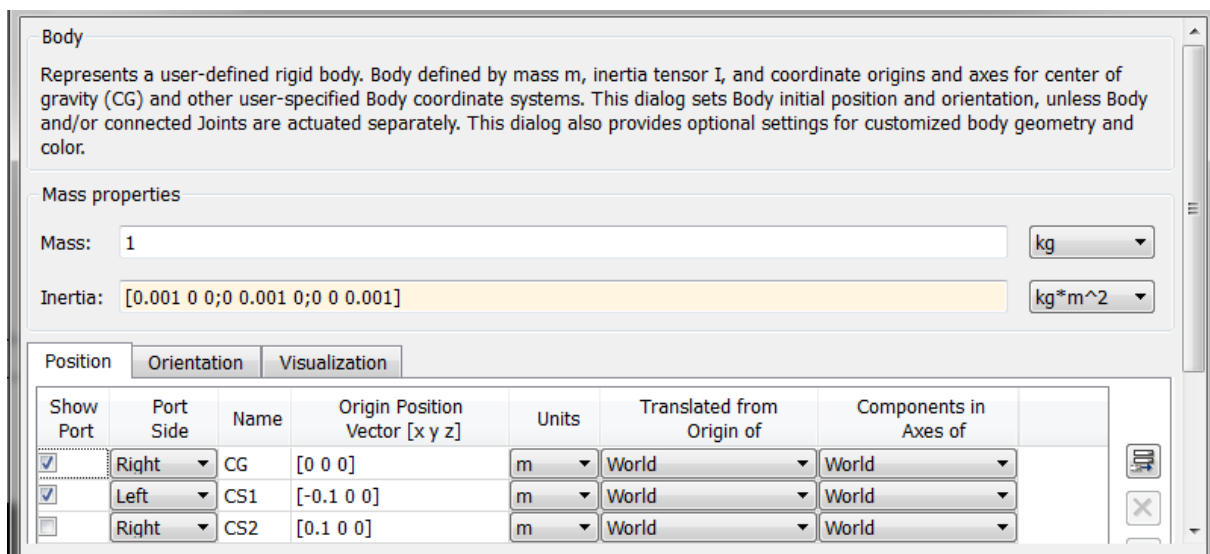 Body
Represents a user-defined rigid body. Body defined by mass m, inertia tensor I, and coordinate origins and axes for center of
gravity (CG) and other user-specified Body coordinate systems. This dialog sets Body initial position and orientation, unless Body
and/or connected Joints are actuated separately. This dialog also provides optional settings for customized body geometry and
color.
Mass properties
Mass: 1 kg
Inertia: [0.001 0 0;0 0.001 0;0 0 0.001] kg*m^2
Position Orientation Visualization
Show Port Port Side Name Origin Position Vector [x y z] Units Translated from Origin of Components in Axes of
Right CG [0 0 0] m World World
Left CS1 [-0.1 0 0] m World World
Right CS2 [0.1 0 0] m World World